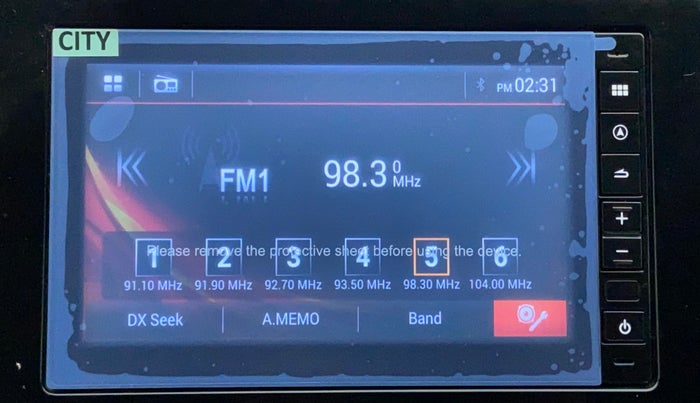 CITY
PM 02:31
FM1 98.30 MHz
Please remove the protective sheet before using the device.
1 2 3 4 5 6
91.10 MHz 91.90 MHz 92.70 MHz 93.50 MHz 98.30 MHz 104.00 MHz
DX Seek A.MEMO Band